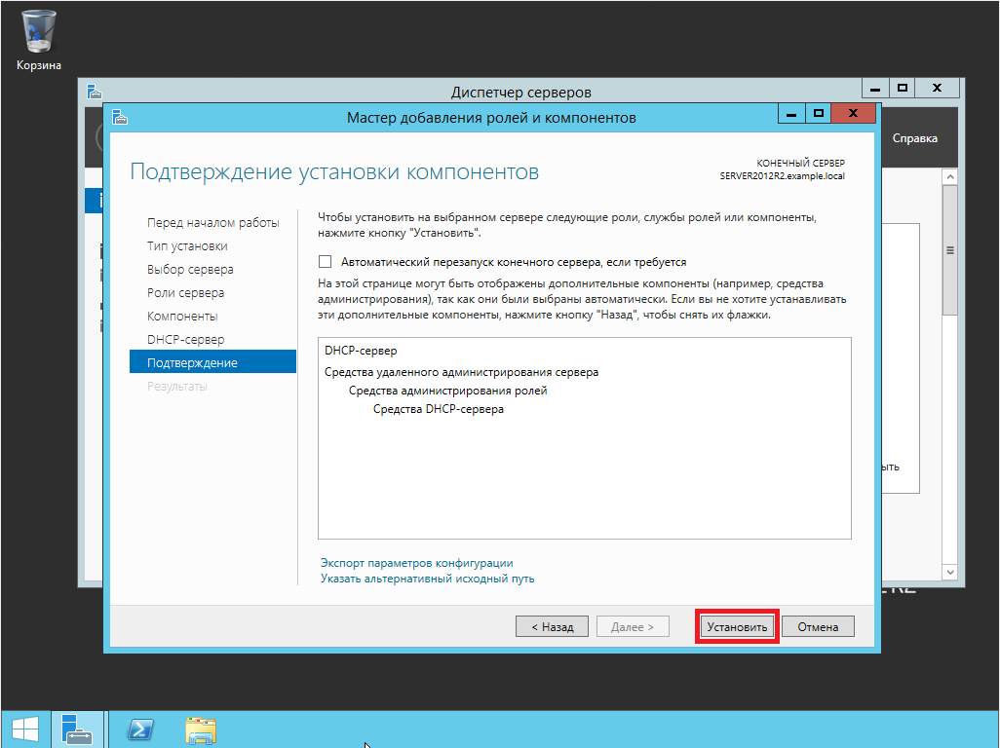 Корзина
Диспетчер серверов
Мастер добавления ролей и компонентов
Справка
Подтверждение установки компонентов
КОНЕЧНЫЙ СЕРВЕР
SERVER2012R2.example.local
Перед началом работы
Тип установки
Выбор сервера
Роли сервера
Компоненты
DHCP-сервер
Подтверждение
Результаты
Чтобы установить на выбранном сервере следующие роли, службы ролей или компоненты,
нажмите кнопку "Установить".
Автоматический перезапуск конечного сервера, если требуется
На этой странице могут быть отображены дополнительные компоненты (например, средства
администрирования), так как они были выбраны автоматически. Если вы не хотите устанавливать
эти дополнительные компоненты, нажмите кнопку "Назад", чтобы снять их флажки.
DHCP-сервер
Средства удаленного администрирования сервера
Средства администрирования ролей
Средства DHCP-сервера
ыть
Экспорт параметров конфигурации
Указать альтернативный исходный путь
< Назад
Далее >
Установить
Отмена